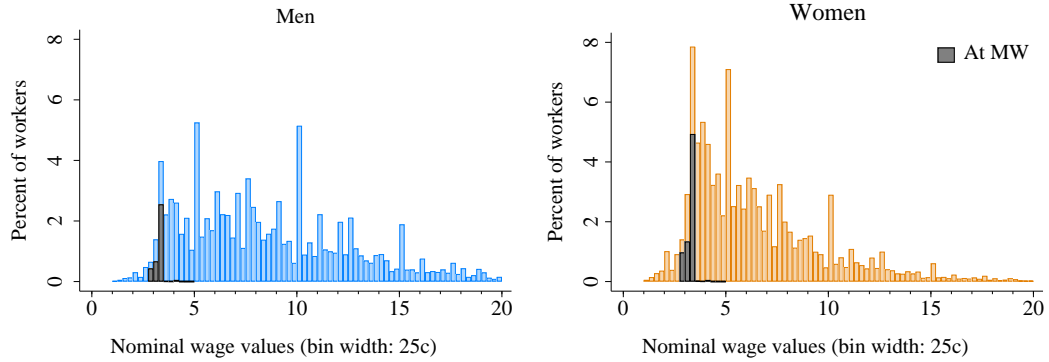 Men
Percent of workers
8
6
4
2
0
0 5 10 15 20
Nominal wage values (bin width: 25c)
Women
At MW
Percent of workers
8
6
4
2
0
0 5 10 15 20
Nominal wage values (bin width: 25c)